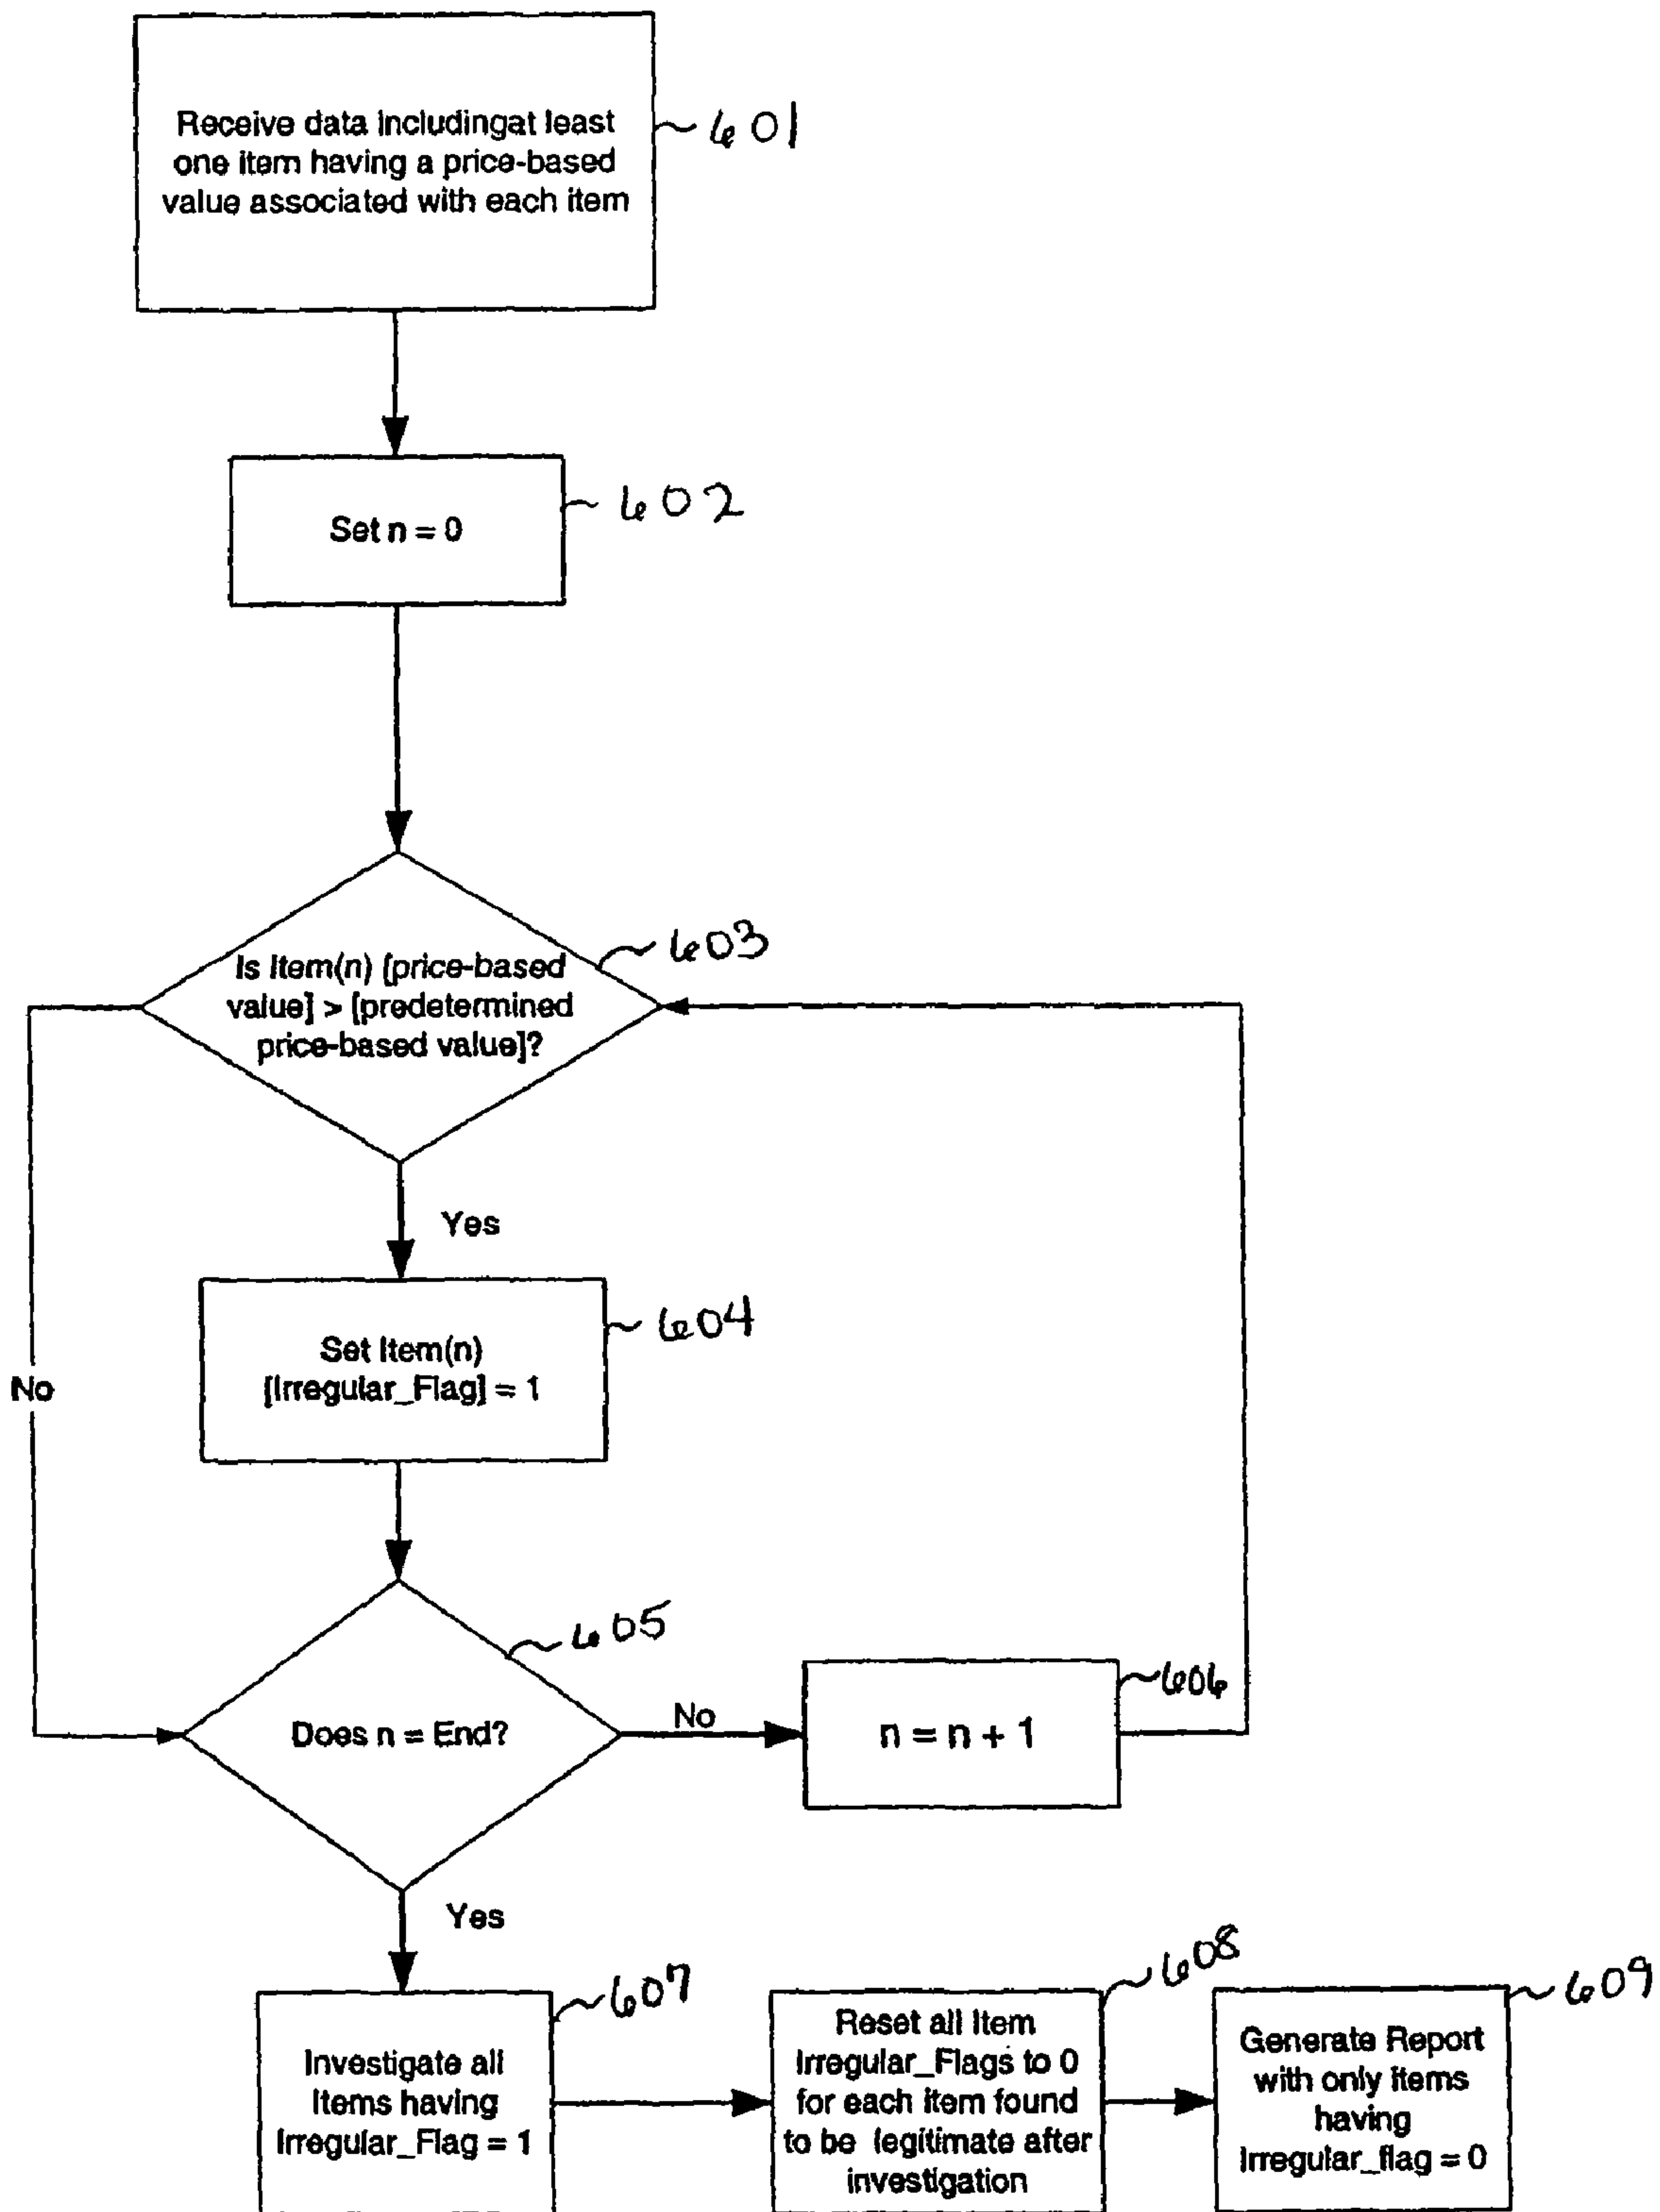 Receive data includingat least
one item having a price-based
value associated with each item
601
Set n = 0
602
Is Item(n) [price-based
value] > [predetermined
price-based value]?
603
Yes
No
Set Item(n)
[Irregular_Flag] = 1
604
Does n = End?
605
No
n = n + 1
606
Yes
Investigate all
Items having
Irregular_Flag = 1
607
Reset all Item
Irregular_Flags to 0
for each item found
to be legitimate after
investigation
608
Generate Report
with only items
having
Irregular_flag = 0
609